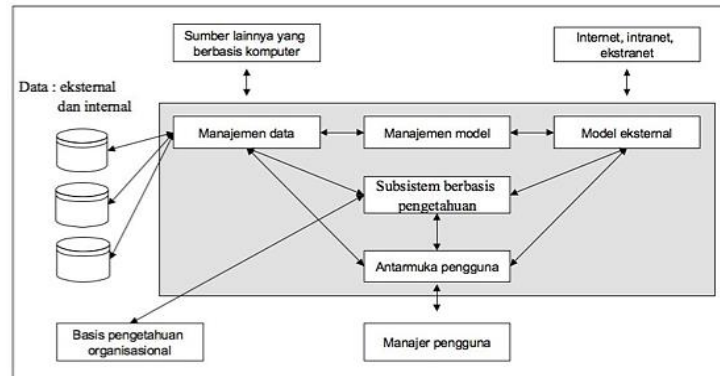 Sumber lainnya yang
berbasis komputer
Internet, intranet,
ekstranet
Data : eksternal
dan internal
Manajemen data
Manajemen model
Model eksternal
Subsistem berbasis
pengetahuan
Antarmuka pengguna
Basis pengetahuan
organisasional
Manajer pengguna